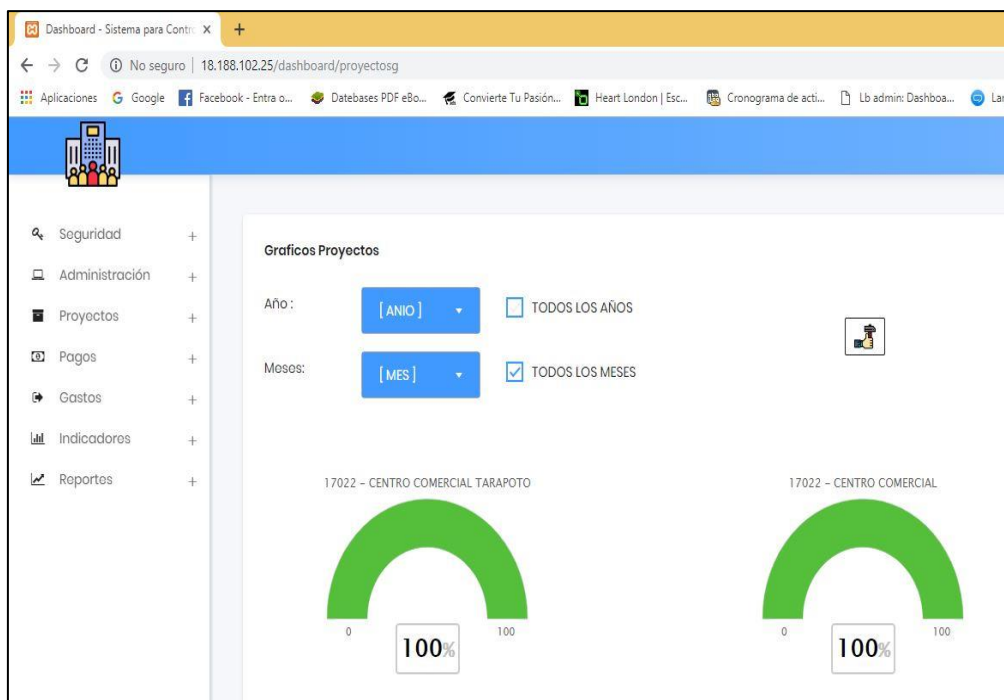 Dashboard - Sistema para Contr
No seguro | 18.188.102.25/dashboard/proyectosg
Aplicaciones Google Facebook - Entra o... Datebases PDF eBo... Convierte Tu Pasión... Heart London | Esc... Cronograma de acti... Lb admin: Dashboa... Lar
Seguridad +
Administración +
Proyectos +
Pagos +
Gastos +
Indicadores +
Reportes +
Graficos Proyectos
Año : [ ANIO ] TODOS LOS AÑOS
Meses: [ MES ] TODOS LOS MESES
17022 – CENTRO COMERCIAL TARAPOTO
0 100
100%
17022 – CENTRO COMERCIAL
0 100
100%